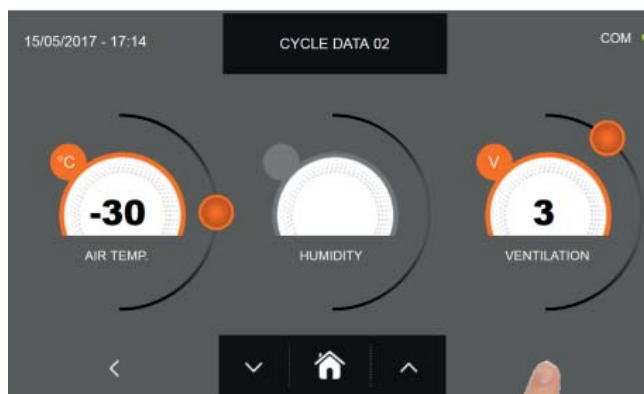 15/05/2017 - 17:14
CYCLE DATA 02
COM
°C
V
-30
3
AIR TEMP.
HUMIDITY
VENTILATION